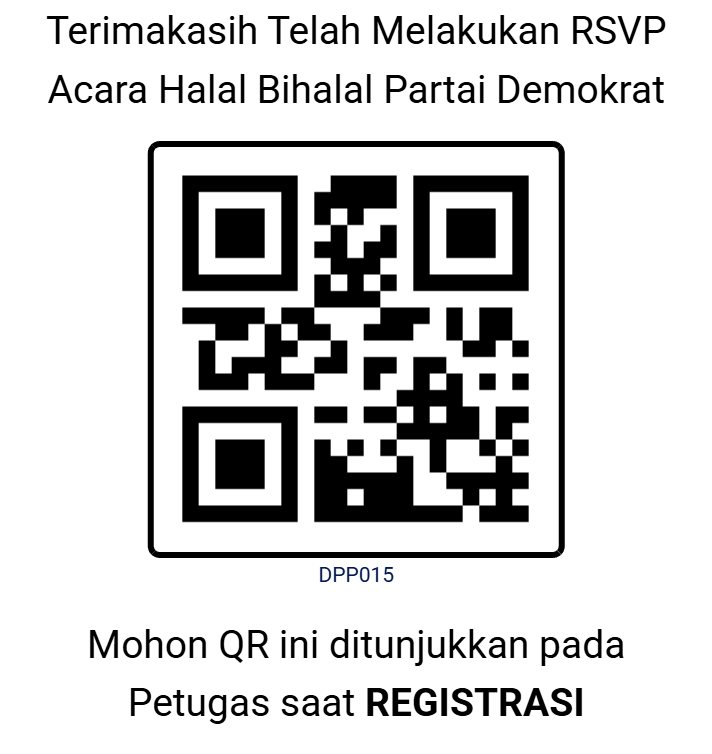 Terimakasih Telah Melakukan RSVP
Acara Halal Bihalal Partai Demokrat
DPP015
Mohon QR ini ditunjukkan pada
Petugas saat REGISTRASI